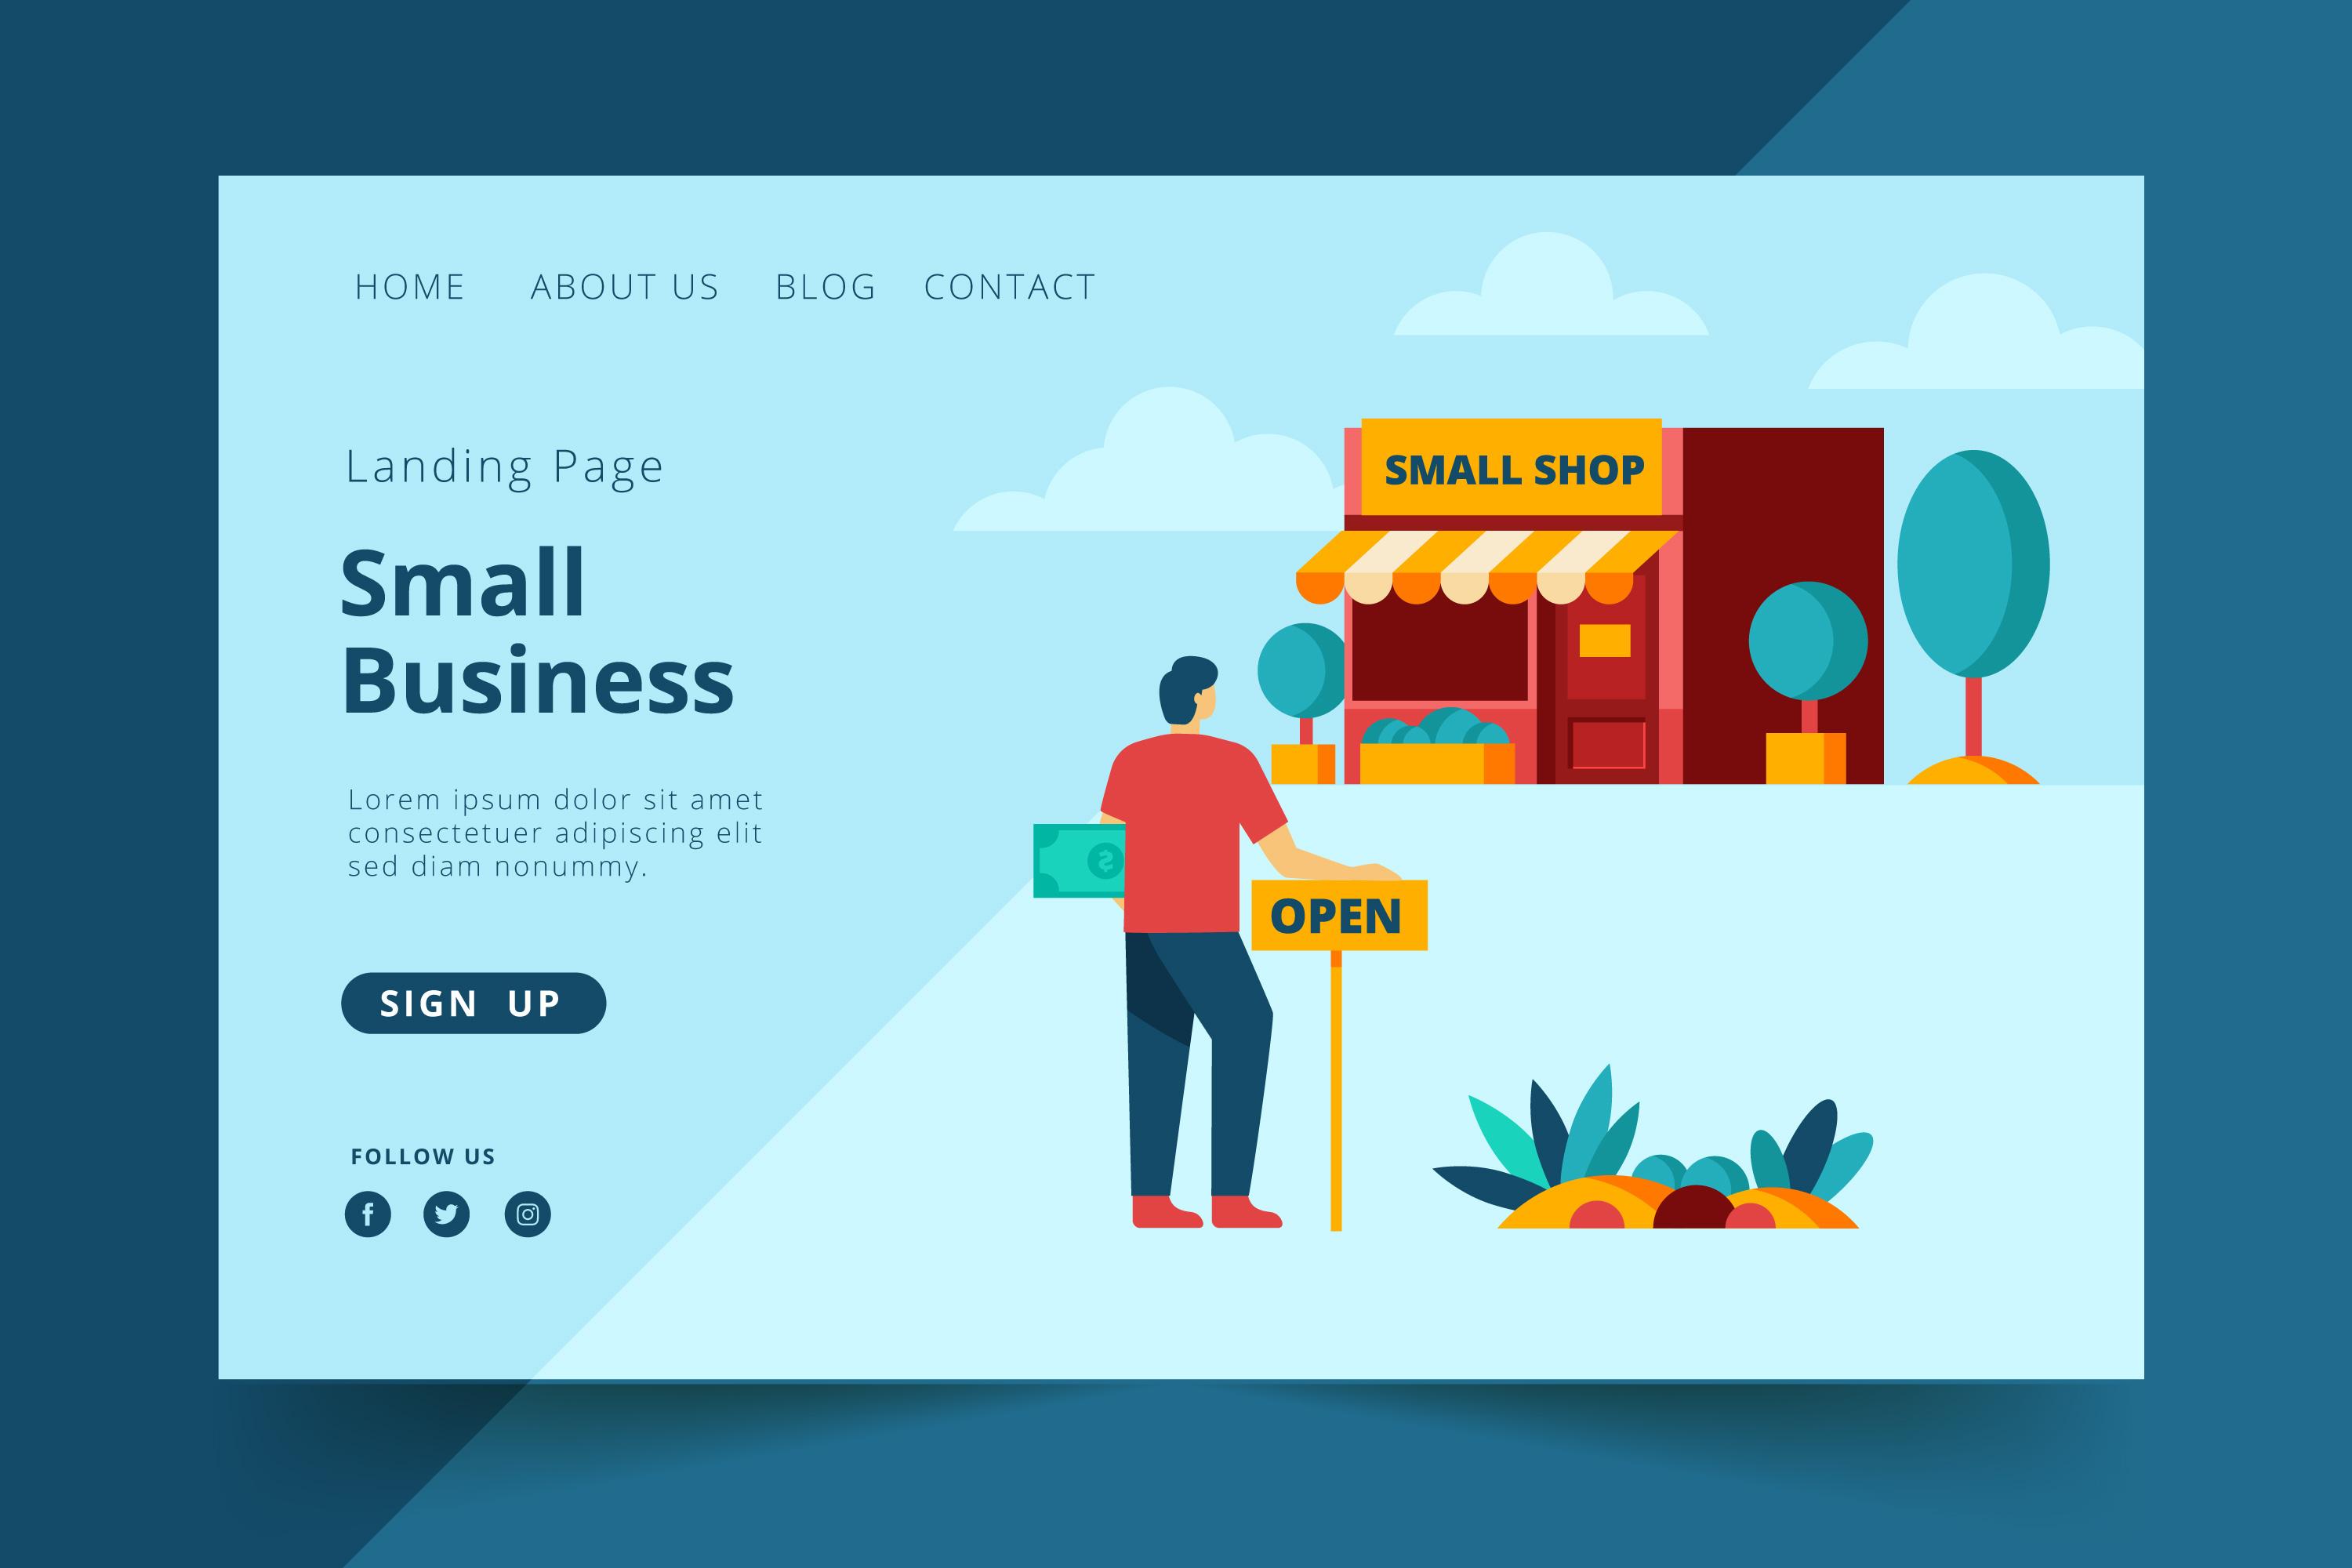 HOME ABOUT US BLOG CONTACT
Landing Page
Small
Business
Lorem ipsum dolor sit amet
consectetuer adipiscing elit
sed diam nonummy.
SIGN UP
FOLLOW US
SMALL SHOP
OPEN